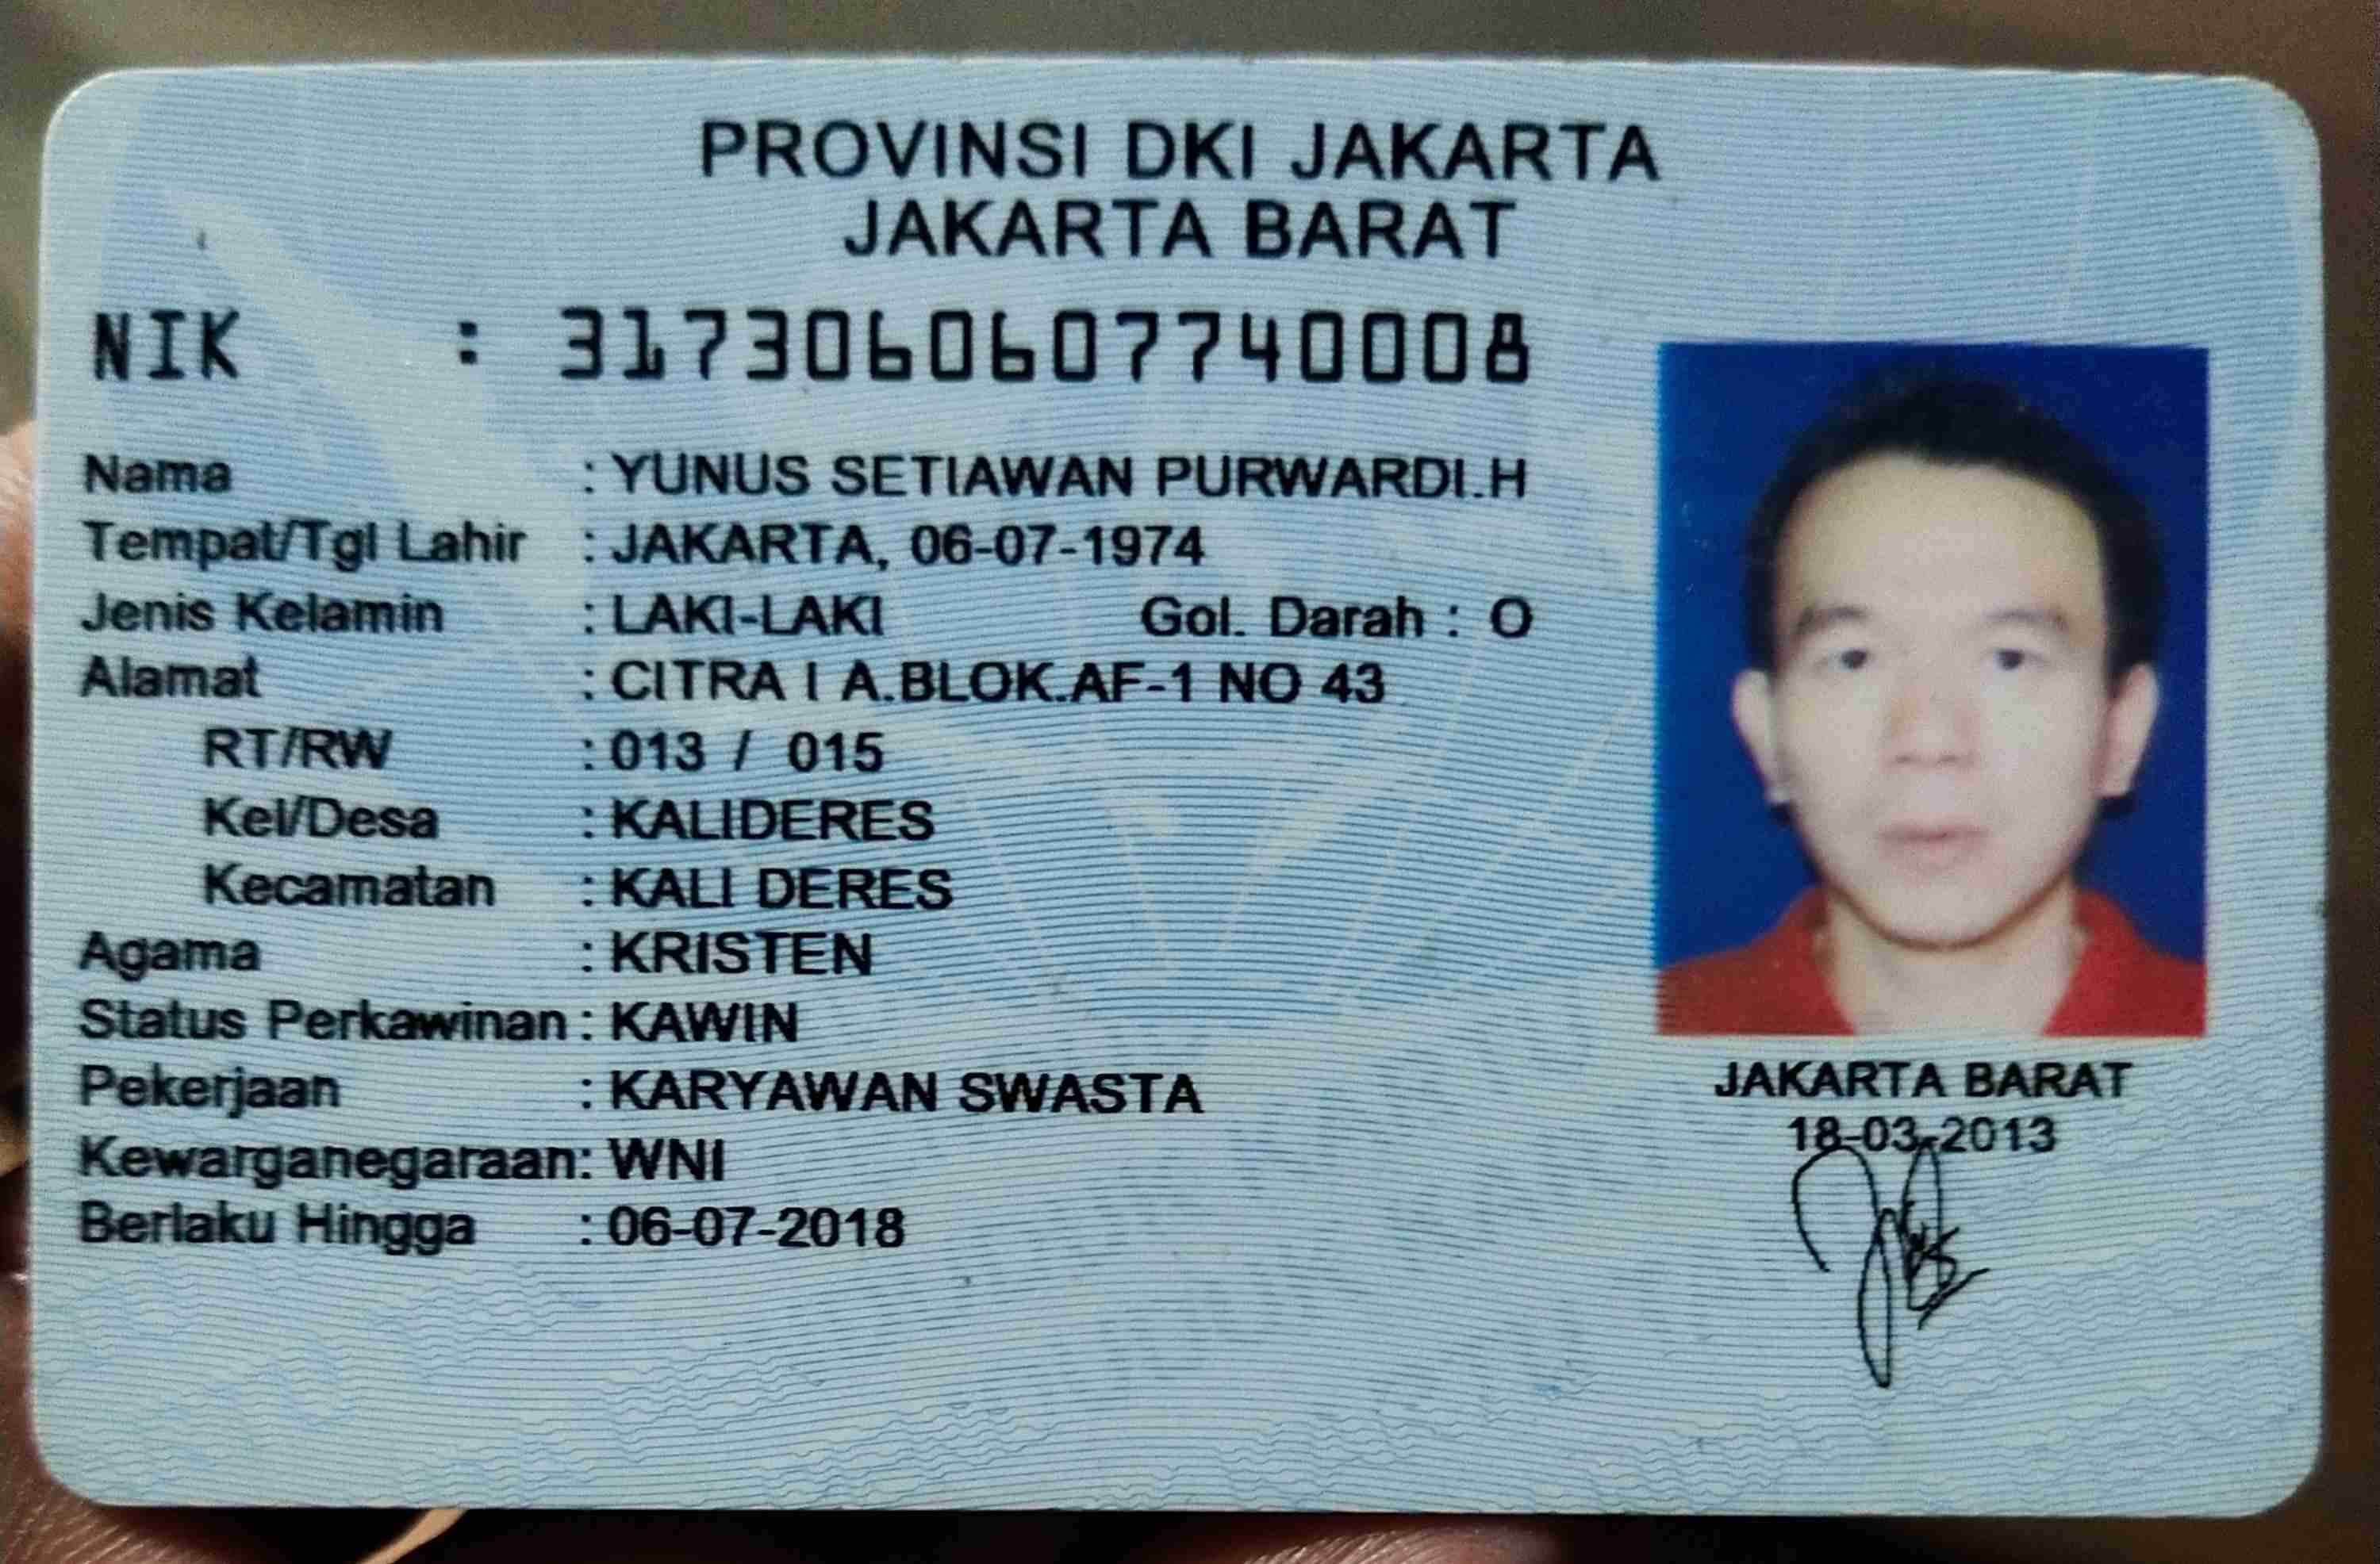 PROVINSI DKI JAKARTA
JAKARTA BARAT
NIK : 3173060607740008
Nama : YUNUS SETIAWAN PURWARDI.H
Tempat/Tgl Lahir : JAKARTA, 06-07-1974
Jenis Kelamin : LAKI-LAKI Gol. Darah : O
Alamat : CITRA I A.BLOK.AF-1 NO 43
RT/RW : 013 / 015
Kel/Desa : KALIDERES
Kecamatan : KALI DERES
Agama : KRISTEN
Status Perkawinan : KAWIN
Pekerjaan : KARYAWAN SWASTA
Kewarganegaraan: WNI
Berlaku Hingga : 06-07-2018
JAKARTA BARAT
18-03-2013